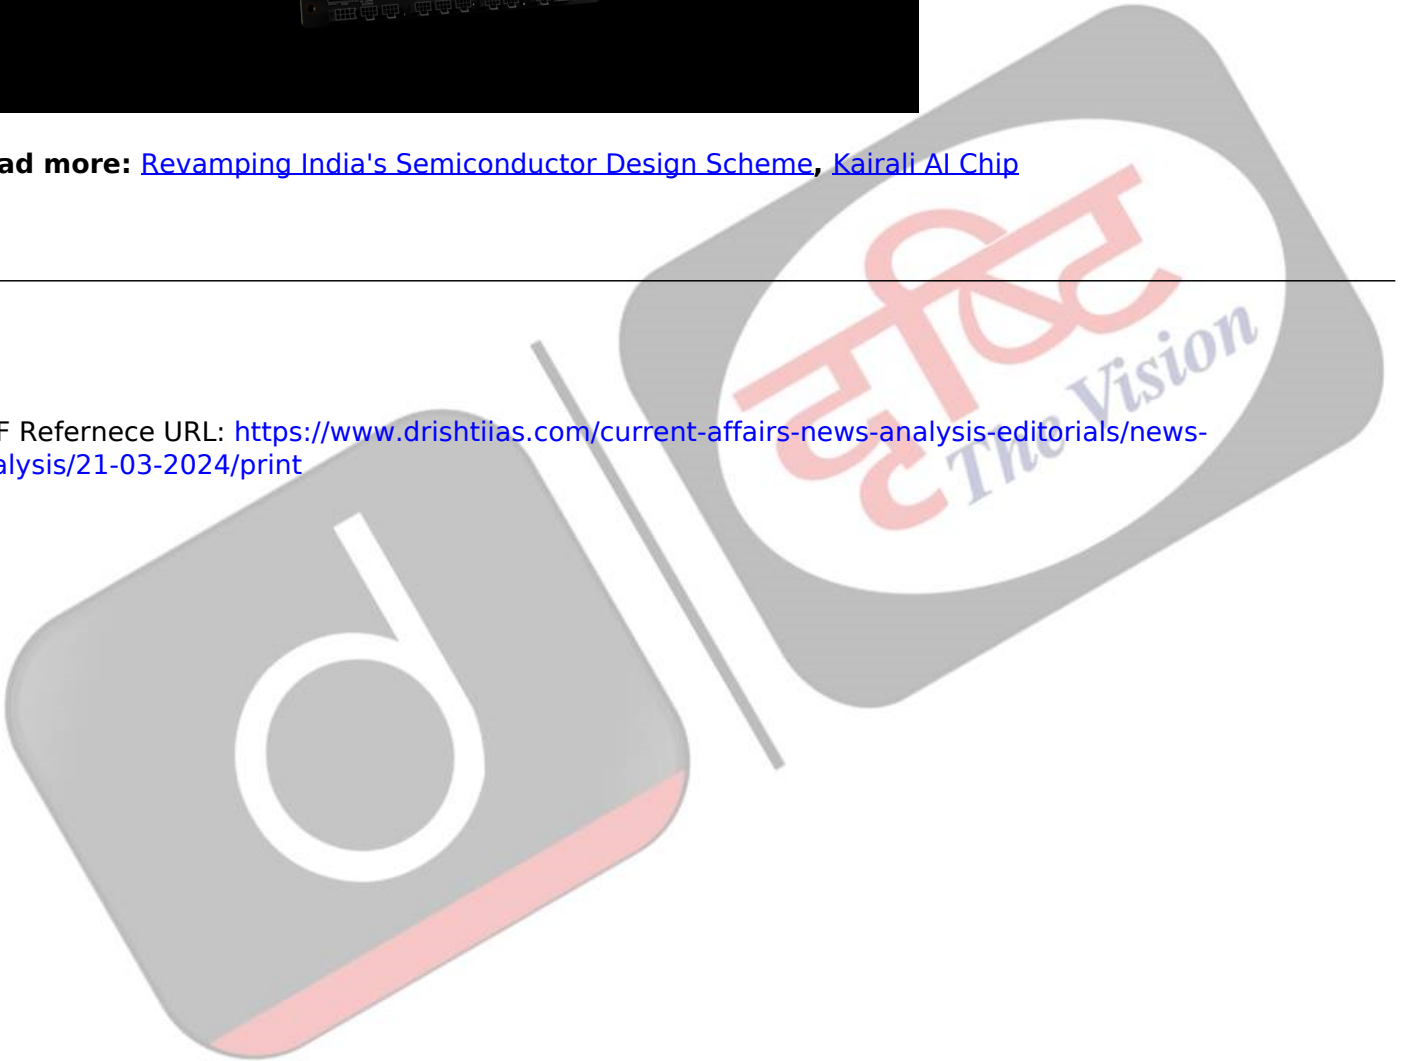 ad more: Revamping India's Semiconductor Design Scheme, Kairali AI Chip
दृष्टि
The Vision
F Refernece URL: https://www.drishtiias.com/current-affairs-news-analysis-editorials/news-
alysis/21-03-2024/print
d